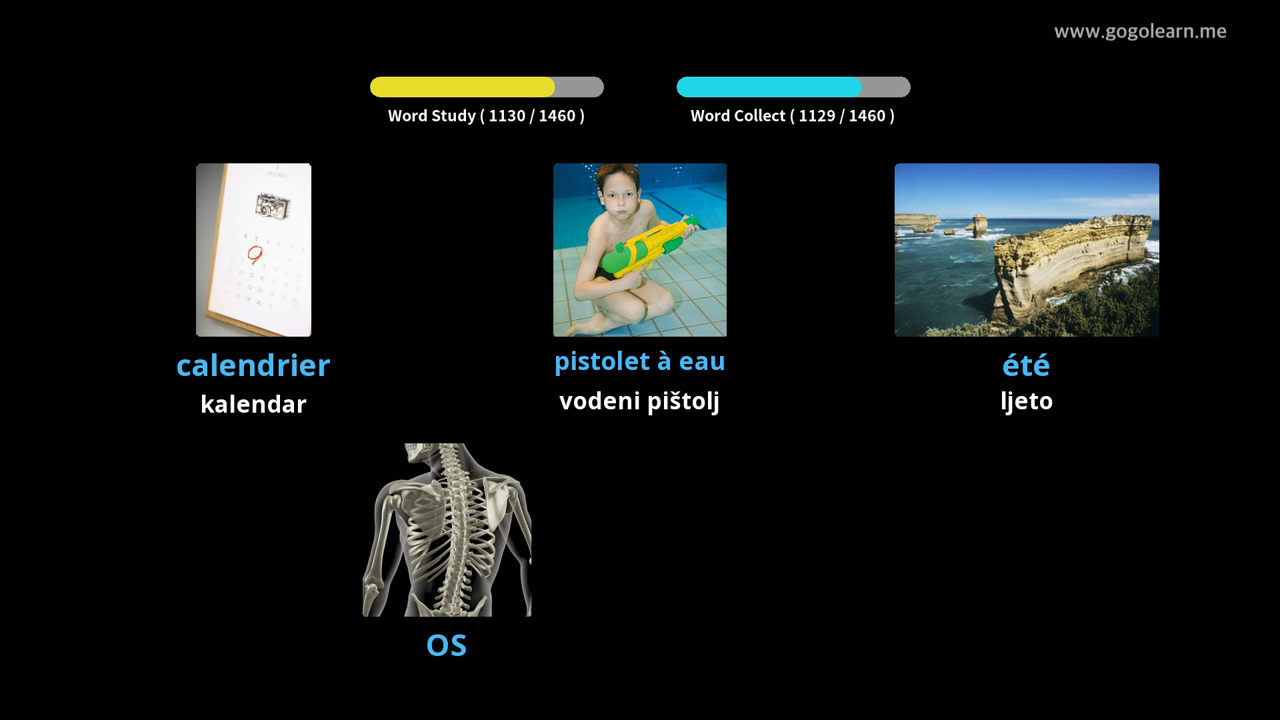 www.gogolearn.me
Word Study ( 1130 / 1460 )
Word Collect ( 1129 / 1460 )
calendrier
kalendar
pistolet à eau
vodeni pištolj
été
ljeto
os